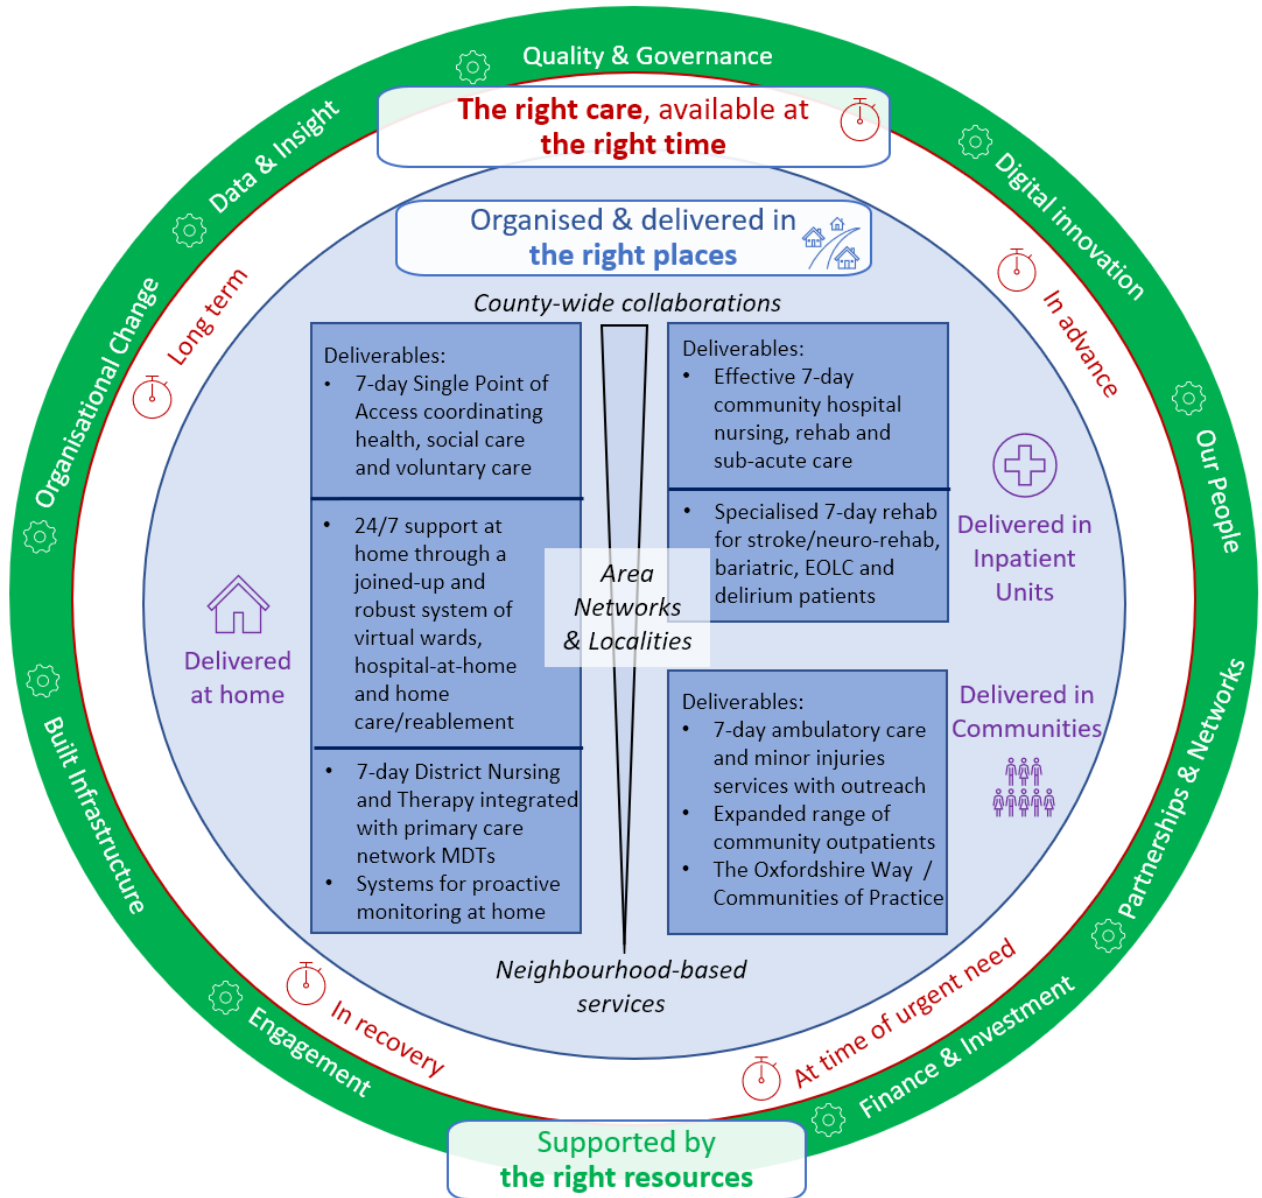 Quality & Governance
Data & Insight
Digital innovation
Organisational Change
Our People
Built Infrastructure
Partnerships & Networks
Engagement
Finance & Investment
The right care, available at
the right time
Long term
In advance
In recovery
At time of urgent need
Organised & delivered in
the right places
County-wide collaborations
Deliverables:
• 7-day Single Point of
Access coordinating
health, social care
and voluntary care
• 24/7 support at
home through a
joined-up and
robust system of
virtual wards,
hospital-at-home
and home
care/reablement
• 7-day District Nursing
and Therapy integrated
with primary care
network MDTs
• Systems for proactive
monitoring at home
Delivered
at home
Area
Networks
& Localities
Deliverables:
• Effective 7-day
community hospital
nursing, rehab and
sub-acute care
• Specialised 7-day rehab
for stroke/neuro-rehab,
bariatric, EOLC and
delirium patients
Delivered in
Inpatient
Units
Deliverables:
• 7-day ambulatory care
and minor injuries
services with outreach
• Expanded range of
community outpatients
• The Oxfordshire Way /
Communities of Practice
Delivered in
Communities
Neighbourhood-based
services
Supported by
the right resources